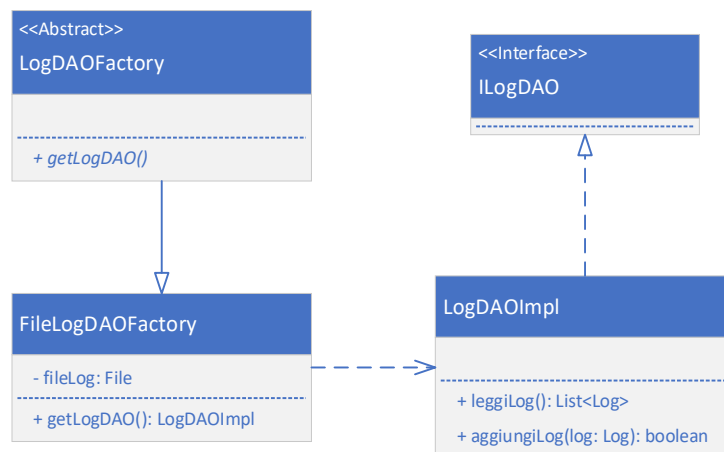 <<Abstract>>
LogDAOFactory
+ getLogDAO()
<<Interface>>
ILogDAO
FileLogDAOFactory
- fileLog: File
+ getLogDAO(): LogDAOImpl
LogDAOImpl
+ leggiLog(): List<Log>
+ aggiungiLog(log: Log): boolean